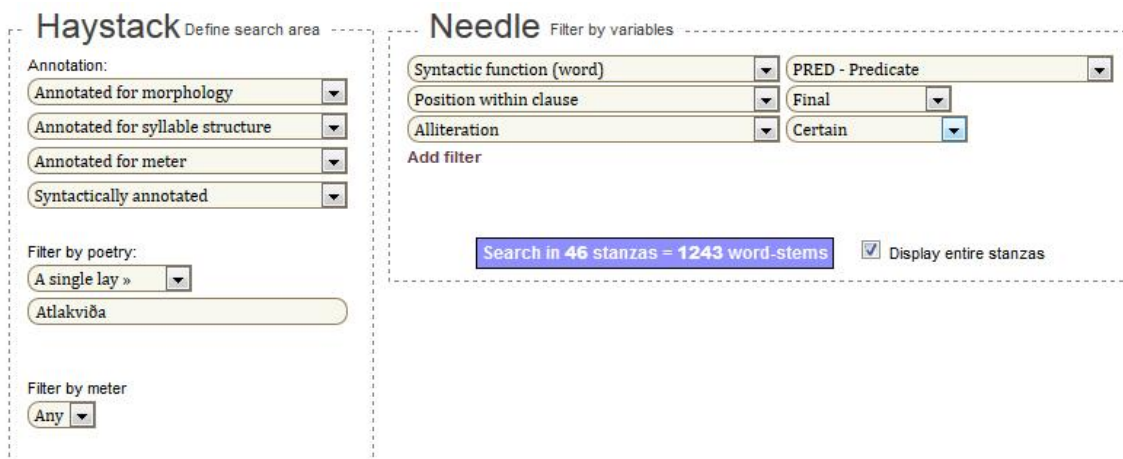 Haystack Define search area
Annotation:
Annotated for morphology
Annotated for syllable structure
Annotated for meter
Syntactically annotated
Filter by poetry:
A single lay »
Atlakviða
Filter by meter
Any
Needle Filter by variables
Syntactic function (word) PRED - Predicate
Position within clause Final
Alliteration Certain
Add filter
Search in 46 stanzas = 1243 word-stems Display entire stanzas